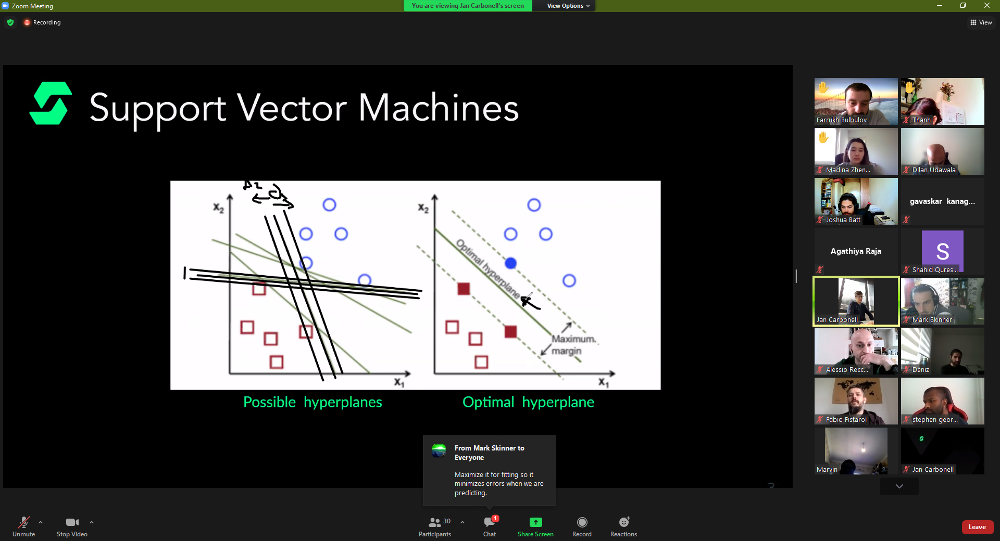 Zoom Meeting
You are viewing Jan Carbonell's screen
View Options
Recording
View
Support Vector Machines
X2
X1
Possible hyperplanes
X2
Optimal hyperplane
Maximum.
margin
X1
Optimal hyperplane
3
Farrukh Bulbulov
Thanh
Madina Zhen...
Dilan Udawala
Joshua Batt
gavaskar kanag...
Agathiya Raja
S
Shahid Qures...
Jan Carbonell
Mark Skinner
Alessio Recc...
Deniz
Fabio Fistarol
stephen geor...
Marvin
Jan Carbonell
From Mark Skinner to
Everyone
Maximize it for fitting so it
minimizes errors when we are
predicting.
Unmute
Stop Video
30
Participants
1
Chat
Share Screen
Record
Reactions
Leave